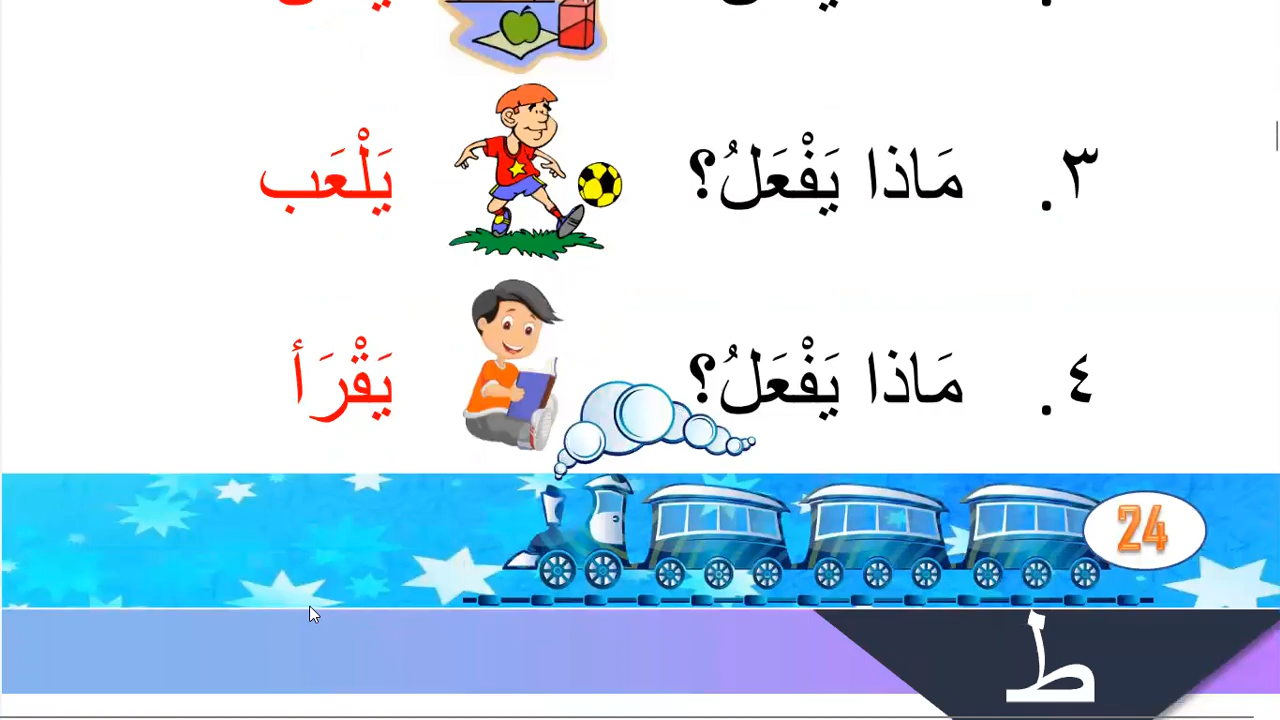 ٣. مَاذا يَفْعَلُ؟ يَلْعَب
٤. مَاذا يَفْعَلُ؟ يَقْرَأ
24
ظ